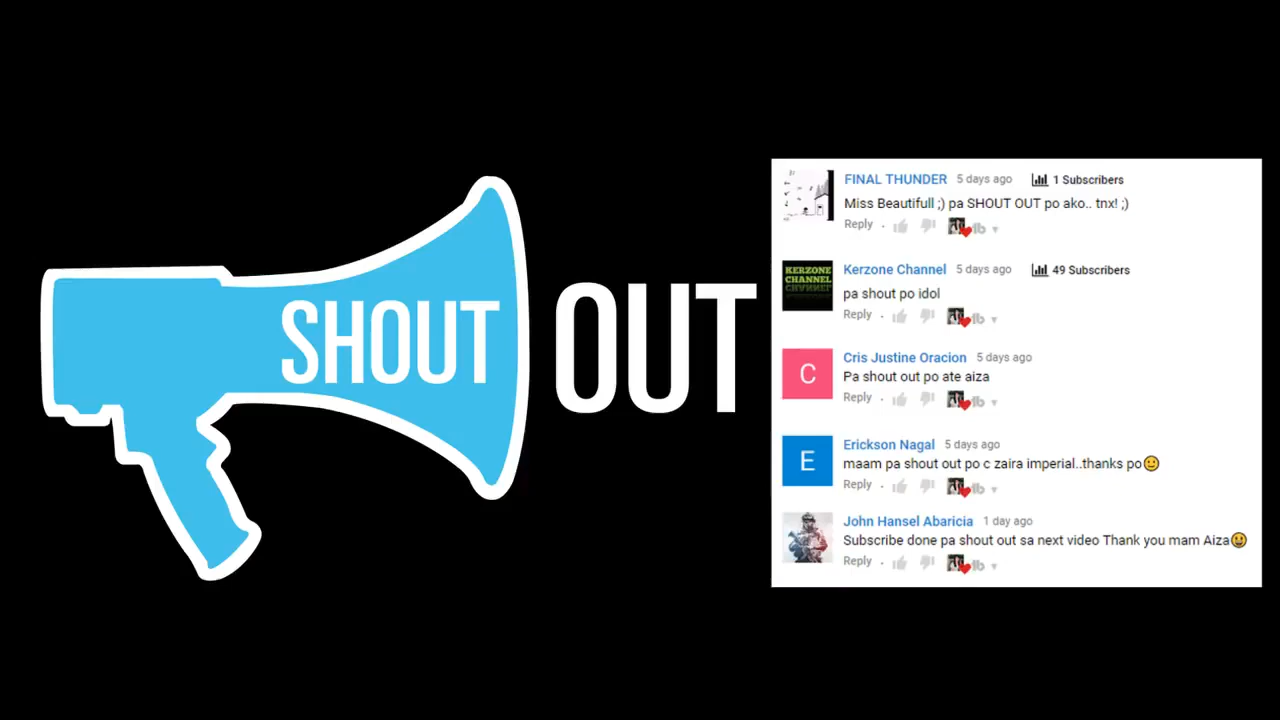 SHOUT OUT
FINAL THUNDER 5 days ago 1 Subscribers
Miss Beautifull ;) pa SHOUT OUT po ako.. tnx! ;)
Reply
KERZONE
CHANNEL
Kerzone Channel 5 days ago 49 Subscribers
pa shout po idol
Reply
C
Cris Justine Oracion 5 days ago
Pa shout out po ate aiza
Reply
E
Erickson Nagal 5 days ago
maam pa shout out po c zaira imperial..thanks po🙂
Reply
John Hansel Abaricia 1 day ago
Subscribe done pa shout out sa next video Thank you mam Aiza😀
Reply